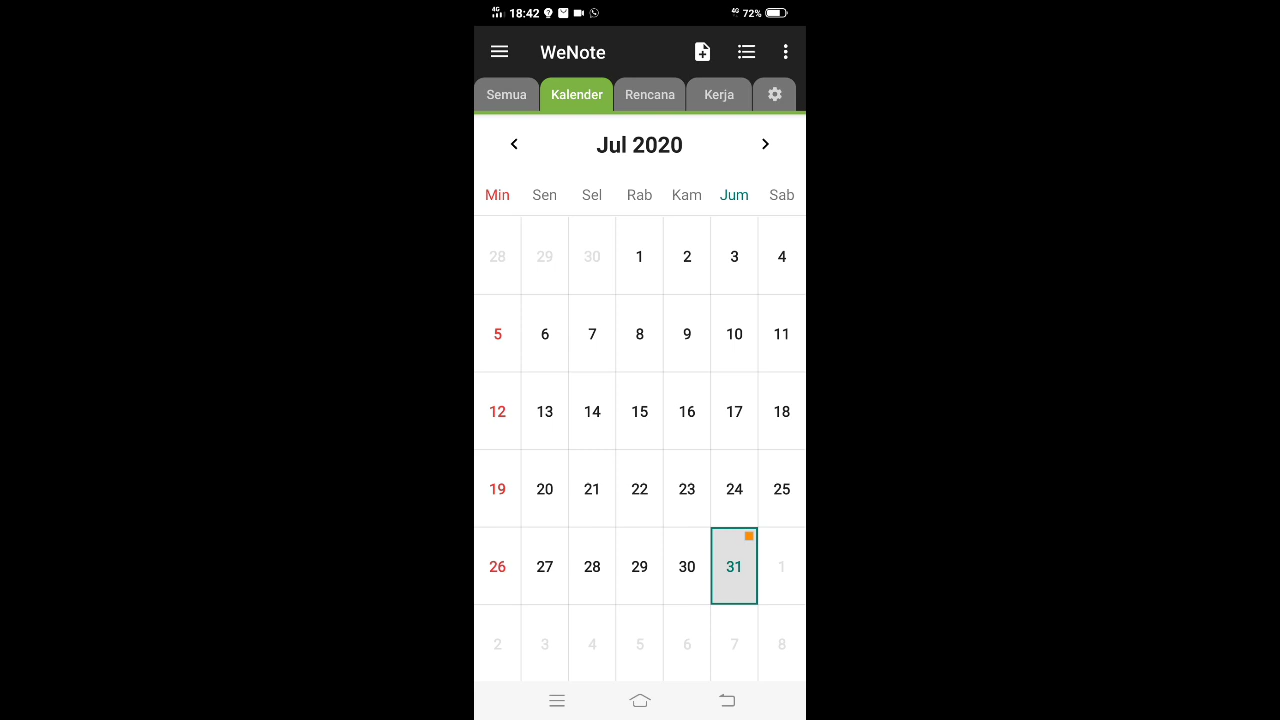 4G 18:42 4G 72%
WeNote
Semua Kalender Rencana Kerja
Jul 2020
Min Sen Sel Rab Kam Jum Sab
28 29 30 1 2 3 4
5 6 7 8 9 10 11
12 13 14 15 16 17 18
19 20 21 22 23 24 25
26 27 28 29 30 31 1
2 3 4 5 6 7 8